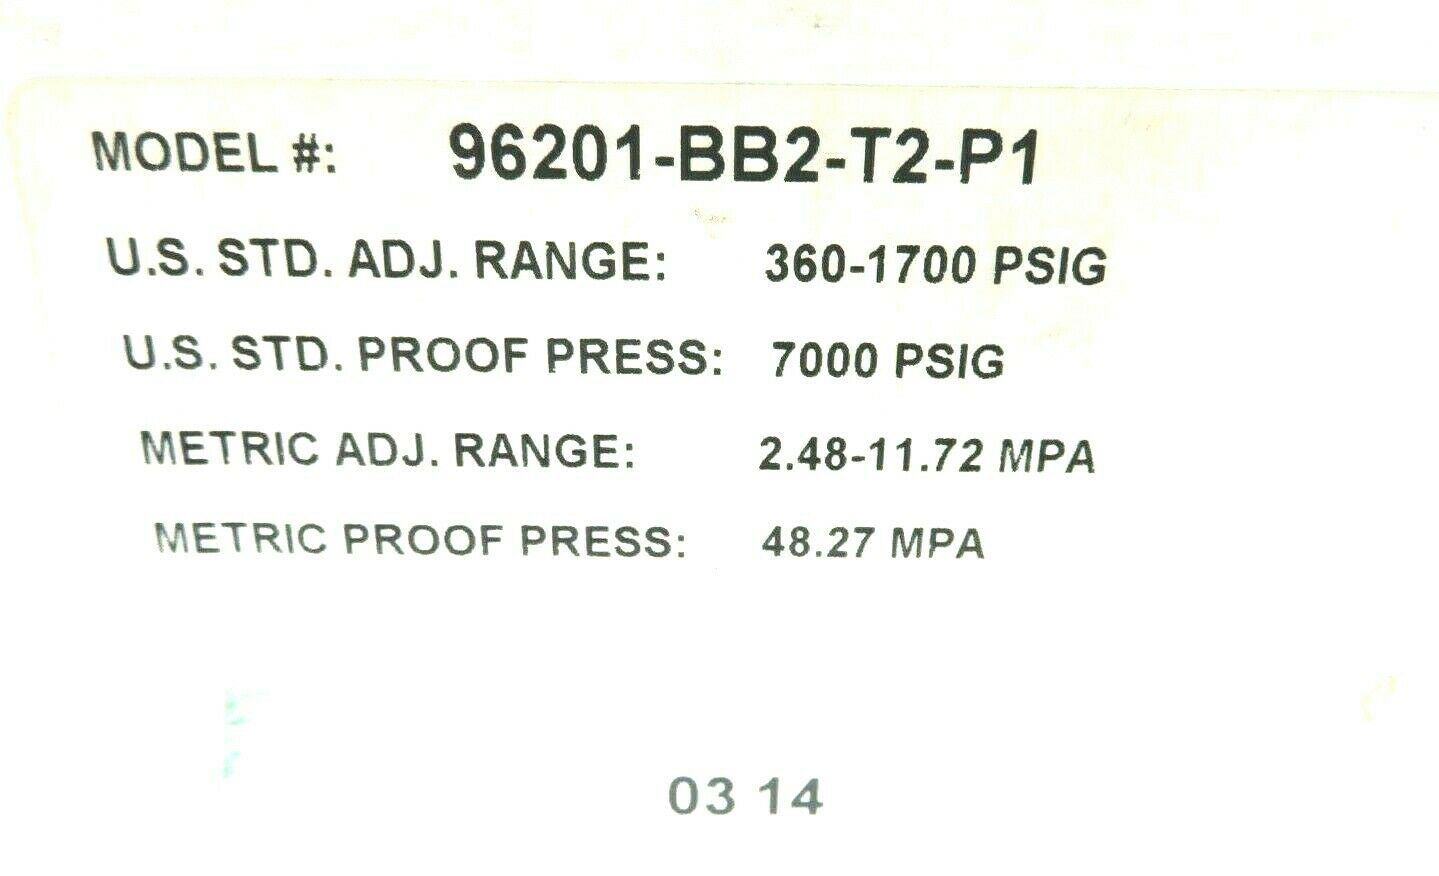 MODEL #: 96201-BB2-T2-P1
U.S. STD. ADJ. RANGE: 360-1700 PSIG
U.S. STD. PROOF PRESS: 7000 PSIG
METRIC ADJ. RANGE: 2.48-11.72 MPA
METRIC PROOF PRESS: 48.27 MPA
03 14